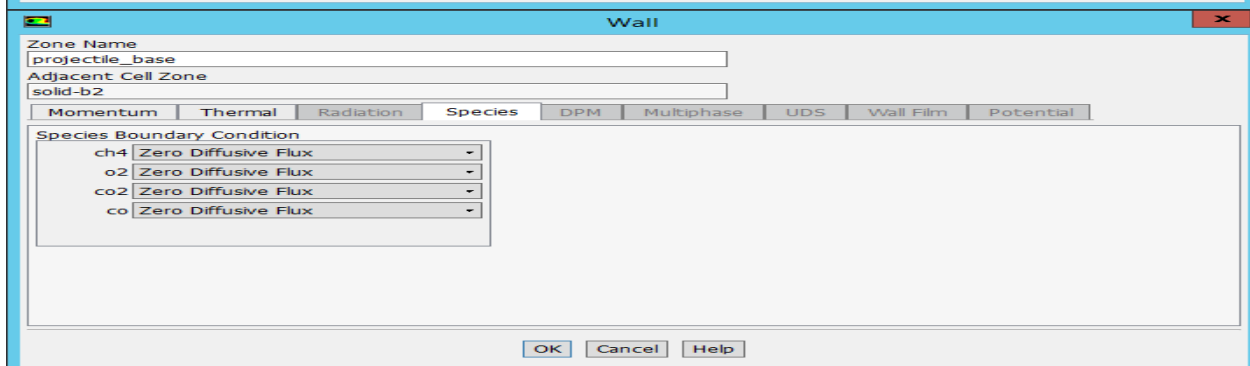 Wall
Zone Name
projectile_base
Adjacent Cell Zone
solid-b2
Momentum Thermal Radiation Species DPM Multiphase UDS Wall Film Potential
Species Boundary Condition
ch4 Zero Diffusive Flux
o2 Zero Diffusive Flux
co2 Zero Diffusive Flux
co Zero Diffusive Flux
OK Cancel Help